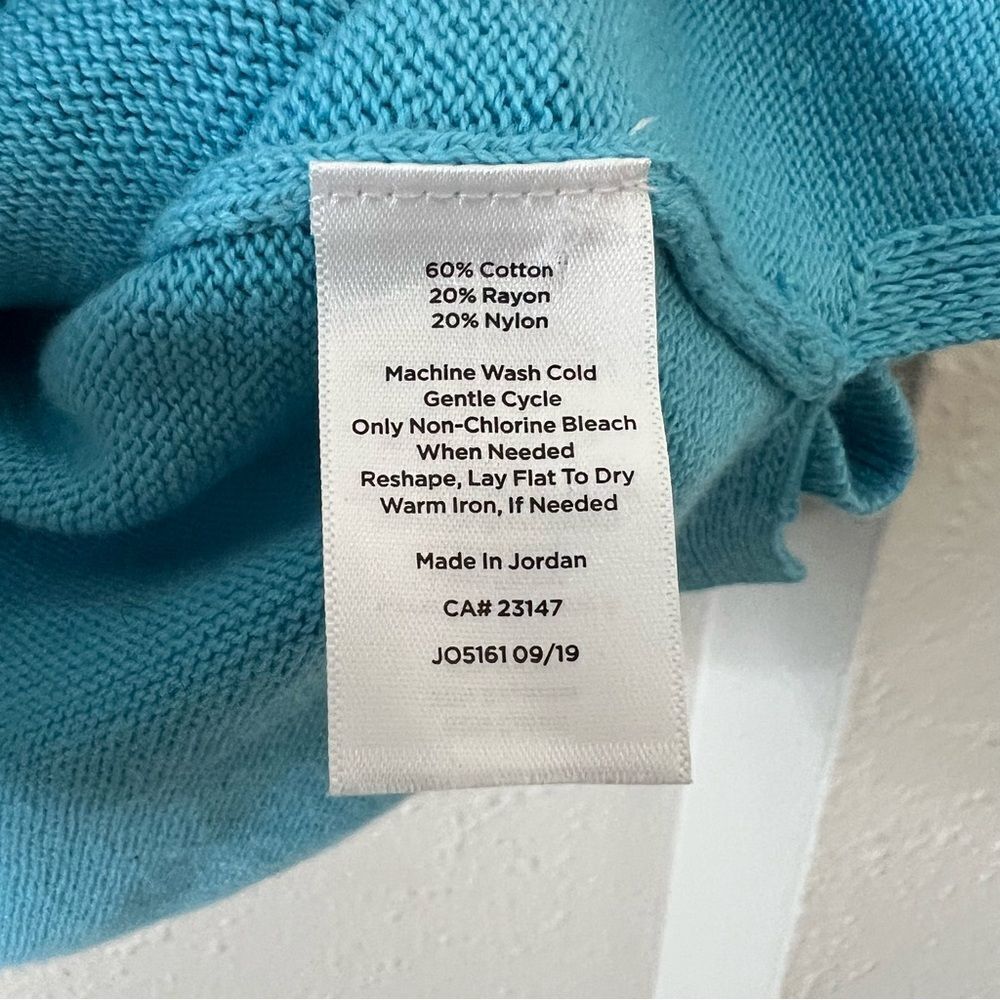 60% Cotton
20% Rayon
20% Nylon
Machine Wash Cold
Gentle Cycle
Only Non-Chlorine Bleach
When Needed
Reshape, Lay Flat To Dry
Warm Iron, If Needed
Made In Jordan
CA# 23147
JO5161 09/19